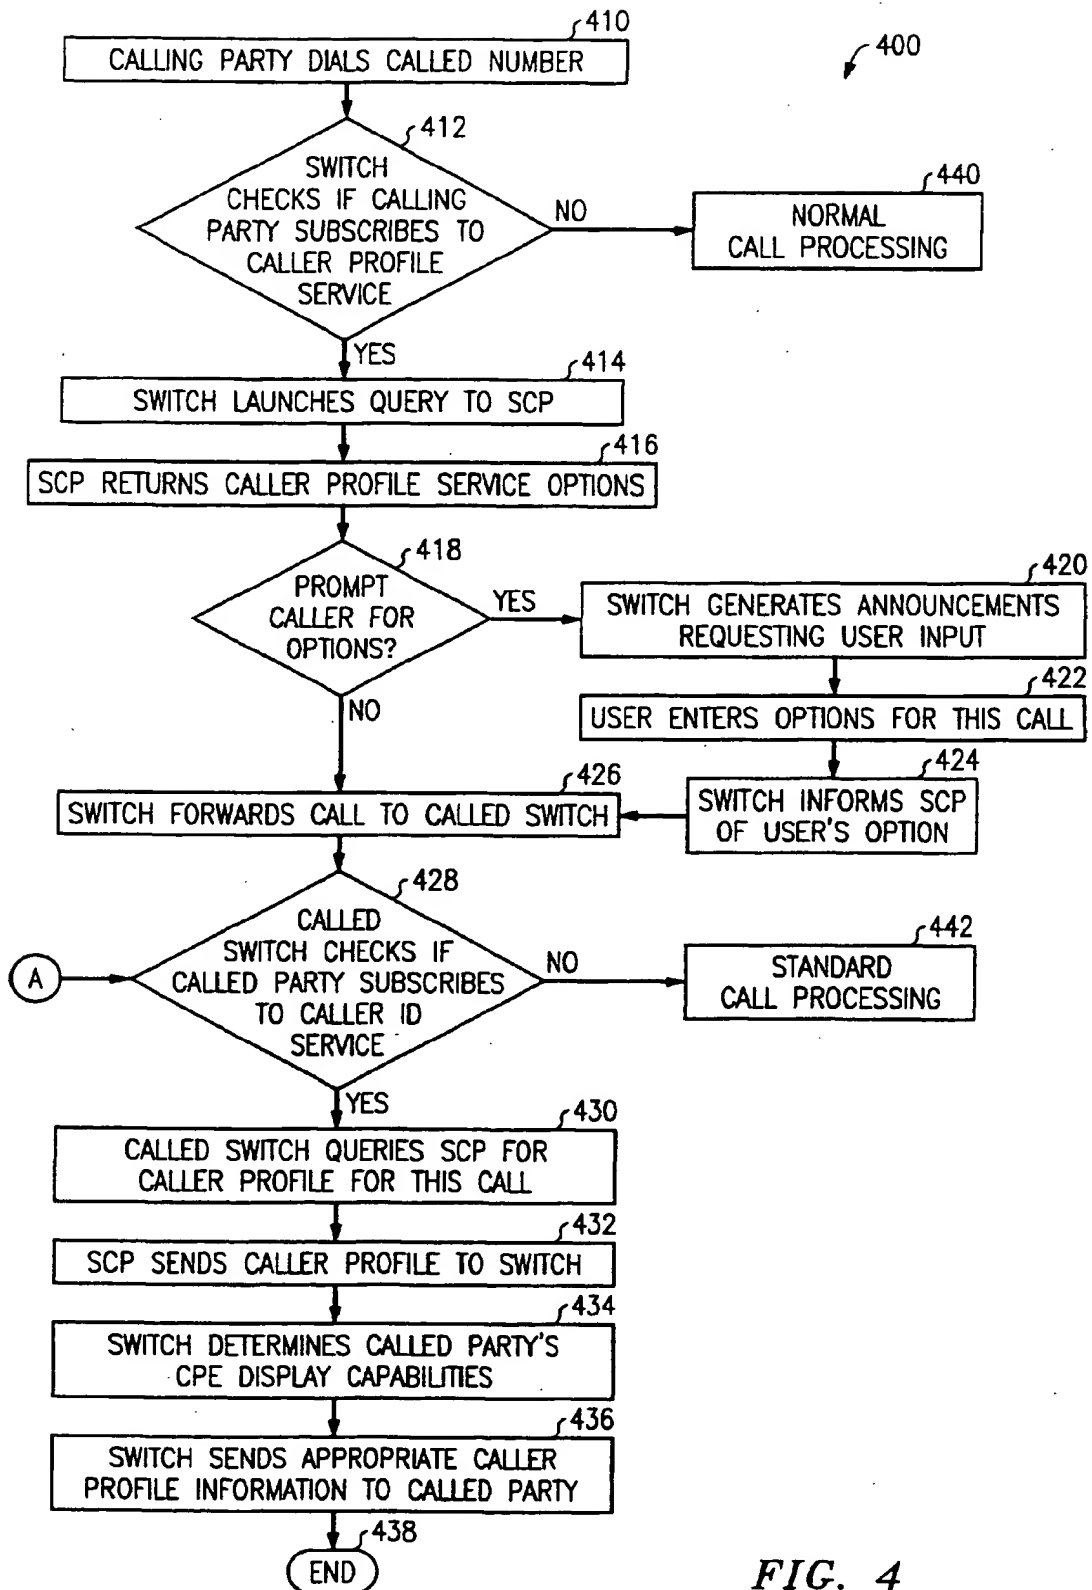 410
CALLING PARTY DIALS CALLED NUMBER
400
412
SWITCH
CHECKS IF CALLING
PARTY SUBSCRIBES TO
CALLER PROFILE
SERVICE
NO
440
NORMAL
CALL PROCESSING
YES
414
SWITCH LAUNCHES QUERY TO SCP
416
SCP RETURNS CALLER PROFILE SERVICE OPTIONS
418
PROMPT
CALLER FOR
OPTIONS?
YES
420
SWITCH GENERATES ANNOUNCEMENTS
REQUESTING USER INPUT
422
USER ENTERS OPTIONS FOR THIS CALL
NO
424
SWITCH INFORMS SCP
OF USER'S OPTION
426
SWITCH FORWARDS CALL TO CALLED SWITCH
428
CALLED
SWITCH CHECKS IF
CALLED PARTY SUBSCRIBES
TO CALLER ID
SERVICE
A
NO
442
STANDARD
CALL PROCESSING
YES
430
CALLED SWITCH QUERIES SCP FOR
CALLER PROFILE FOR THIS CALL
432
SCP SENDS CALLER PROFILE TO SWITCH
434
SWITCH DETERMINES CALLED PARTY'S
CPE DISPLAY CAPABILITIES
436
SWITCH SENDS APPROPRIATE CALLER
PROFILE INFORMATION TO CALLED PARTY
438
END
FIG. 4